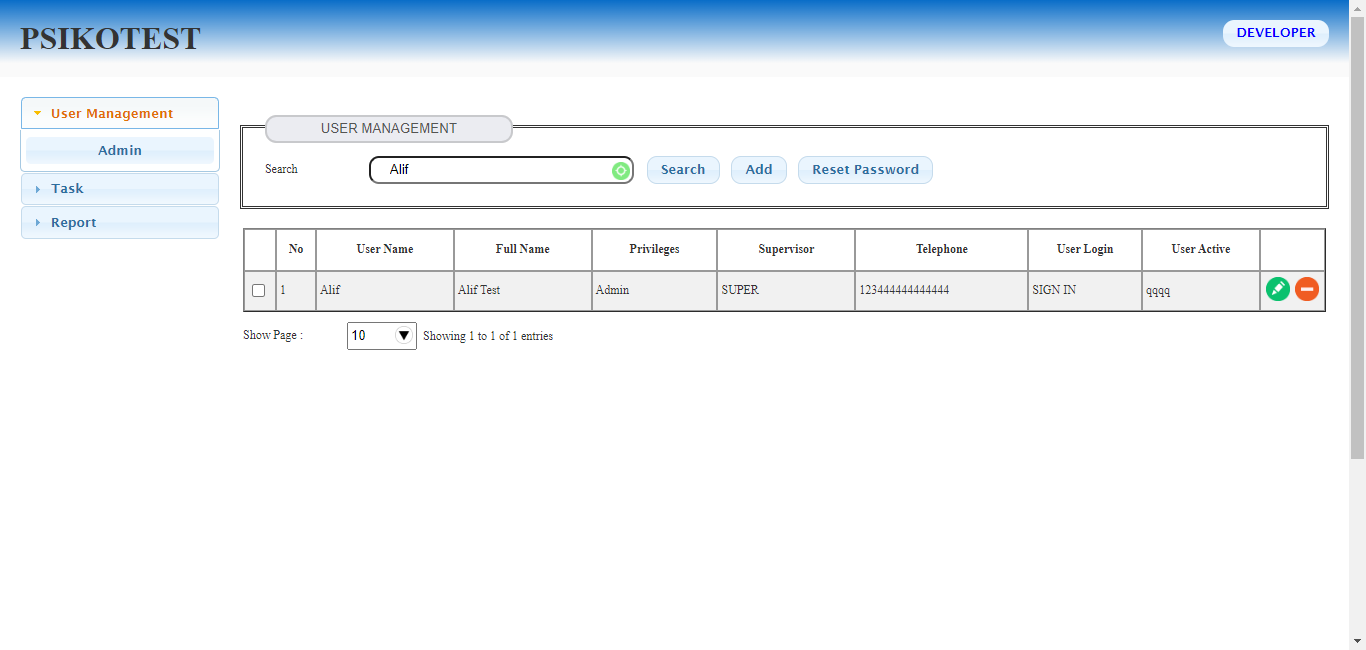 PSIKOTEST
DEVELOPER
User Management
Admin
Task
Report
USER MANAGEMENT
Search Alif Search Add Reset Password
No User Name Full Name Privileges Supervisor Telephone User Login User Active
1 Alif Alif Test Admin SUPER 123444444444444 SIGN IN qqqq
Show Page : 10 Showing 1 to 1 of 1 entries